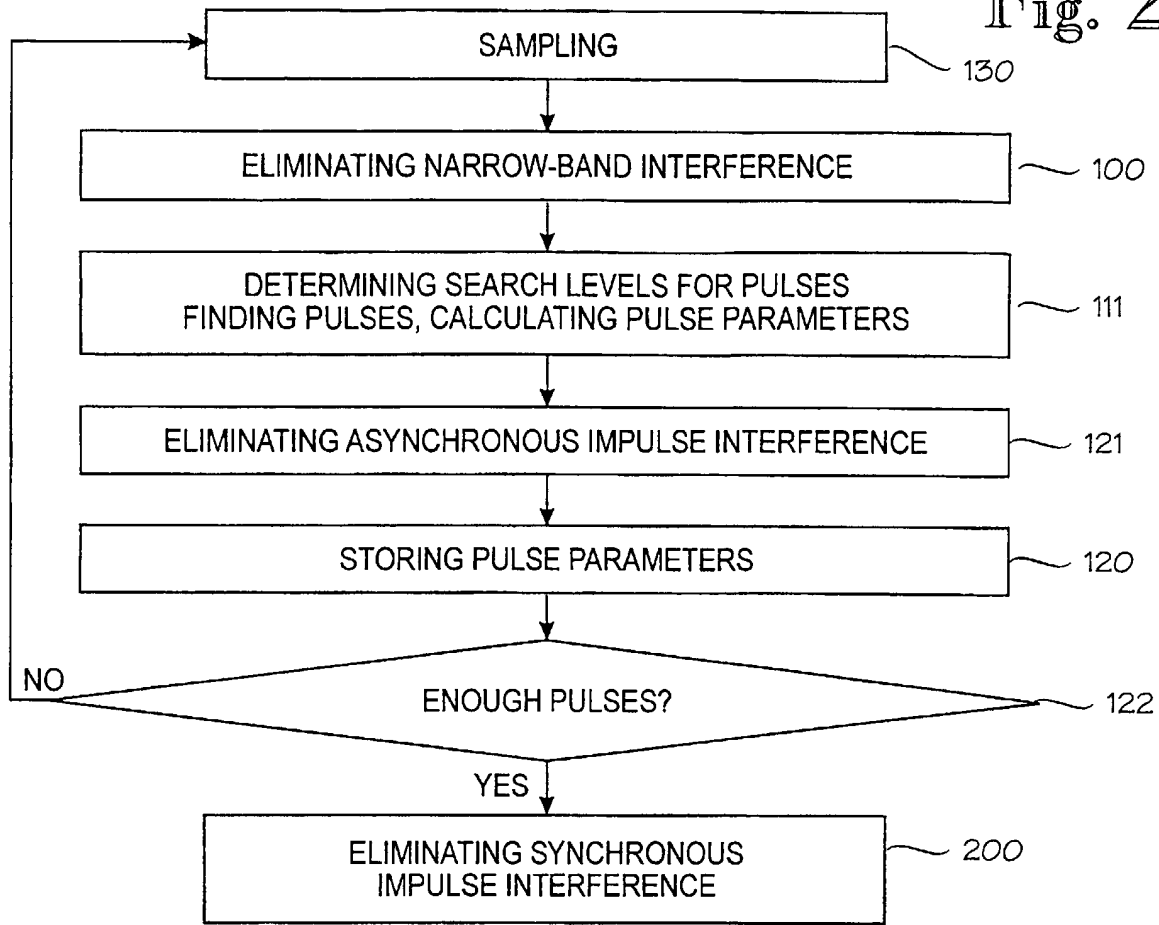 Fig. 2
SAMPLING
130
ELIMINATING NARROW-BAND INTERFERENCE
100
DETERMINING SEARCH LEVELS FOR PULSES
FINDING PULSES, CALCULATING PULSE PARAMETERS
111
ELIMINATING ASYNCHRONOUS IMPULSE INTERFERENCE
121
STORING PULSE PARAMETERS
120
NO
ENOUGH PULSES?
122
YES
ELIMINATING SYNCHRONOUS
IMPULSE INTERFERENCE
200